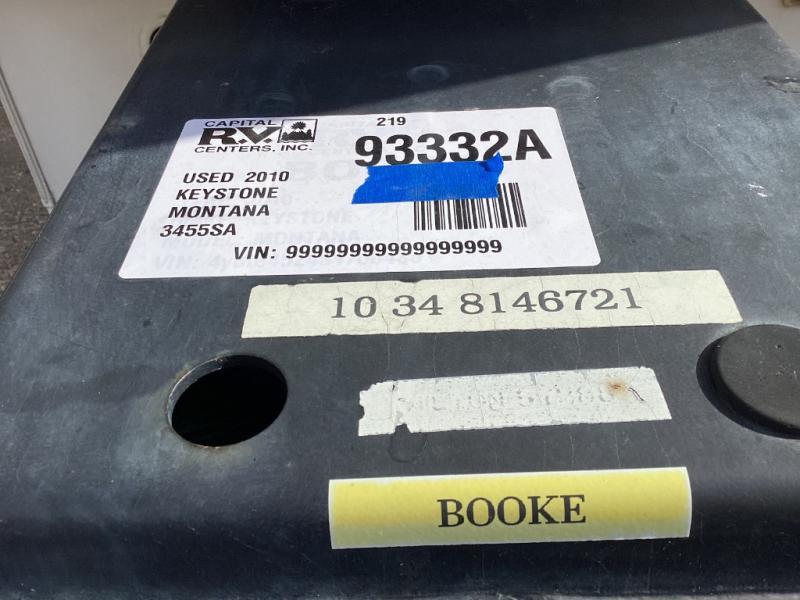 CAPITAL
R.V.
CENTERS, INC.
219
93332A
USED 2010
KEYSTONE
MONTANA
3455SA
VIN: 99999999999999999
10 34 8146721
BOOKE